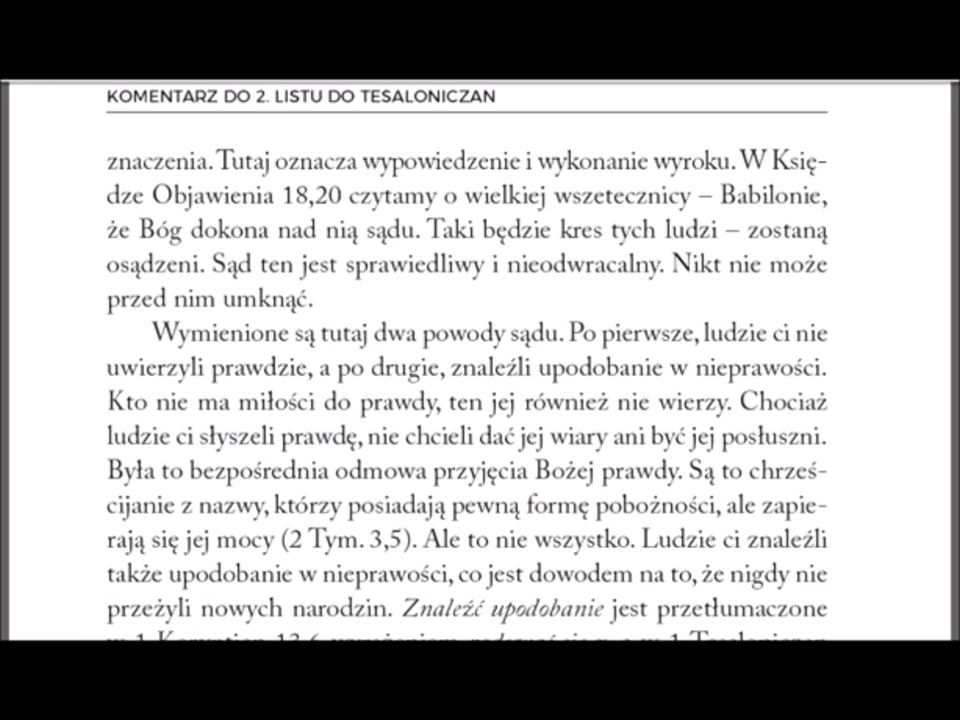 KOMENTARZ DO 2. LISTU DO TESALONICZAN
znaczenia. Tutaj oznacza wypowiedzenie i wykonanie wyroku. W Księ-
dze Objawienia 18,20 czytamy o wielkiej wszetecznicy – Babilonie,
że Bóg dokona nad nią sądu. Taki będzie kres tych ludzi – zostaną
osądzeni. Sąd ten jest sprawiedliwy i nieodwracalny. Nikt nie może
przed nim umknąć.
Wymienione są tutaj dwa powody sądu. Po pierwsze, ludzie ci nie
uwierzyli prawdzie, a po drugie, znaleźli upodobanie w nieprawości.
Kto nie ma miłości do prawdy, ten jej również nie wierzy. Chociaż
ludzie ci słyszeli prawdę, nie chcieli dać jej wiary ani być jej posłuszni.
Była to bezpośrednia odmowa przyjęcia Bożej prawdy. Są to chrześ-
cijanie z nazwy, którzy posiadają pewną formę pobożności, ale zapie-
rają się jej mocy (2 Tym. 3,5). Ale to nie wszystko. Ludzie ci znaleźli
także upodobanie w nieprawości, co jest dowodem na to, że nigdy nie
przeżyli nowych narodzin. Znaleźć upodobanie jest przetłumaczone